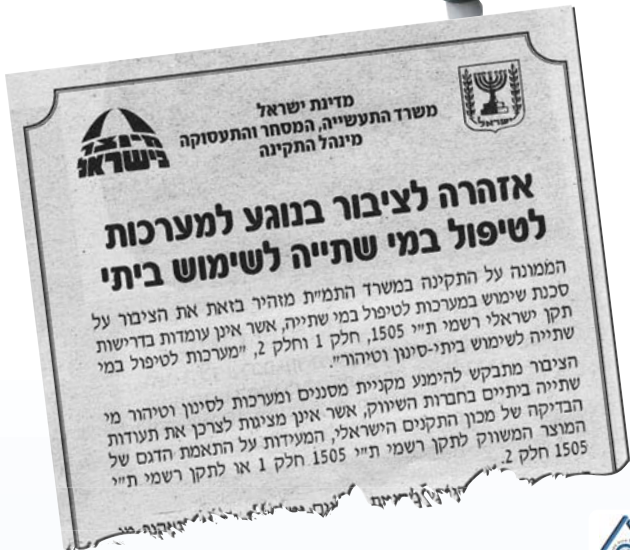 מדינת ישראל
משרד התעשייה, המסחר והתעסוקה
מינהל התקינה
ישראל
אזהרה לציבור בנוגע למערכות
לטיפול במי שתייה לשימוש ביתי
הממונה על התקינה במשרד התמ״ת מזהיר בזאת את הציבור על
סכנת שימוש במערכות לטיפול במי שתייה, אשר אינן עומדות בדרישות
תקן ישראלי רשמי ת״י 1505, חלק 1 וחלק 2, ״מערכות לטיפול במי
שתייה לשימוש ביתי-סינון וטיהור״.
הציבור מתבקש להימנע מקניית מסננים ומערכות לסינון וטיהור מי
שתייה ביתיים בחברות השיווק, אשר אינן מציגות לצרכן את תעודות
הבדיקה של מכון התקנים הישראלי, המעידות על התאמת הדגם של
המוצר המשווק לתקן רשמי ת״י 1505 חלק 1 או לתקן רשמי ת״י
1505 חלק 2.